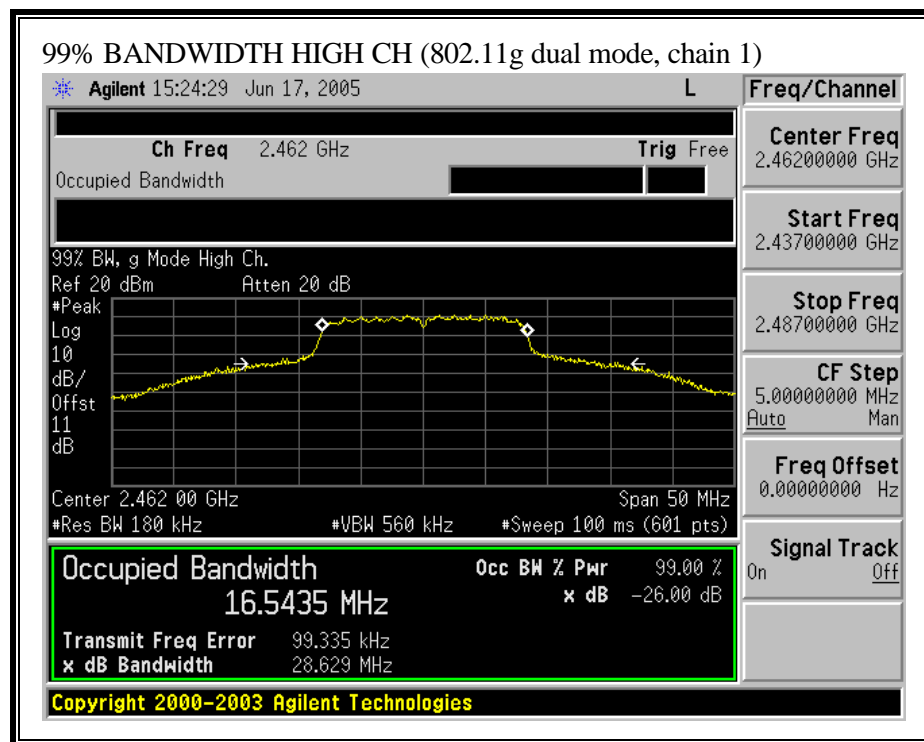 99% BANDWIDTH HIGH CH (802.11g dual mode, chain 1)
Agilent 15:24:29 Jun 17, 2005 L
Freq/Channel
Ch Freq 2.462 GHz Trig Free
Occupied Bandwidth
99% BW, g Mode High Ch.
Ref 20 dBm Atten 20 dB
#Peak
Log
10
dB/
Offst
11
dB
Center 2.462 00 GHz Span 50 MHz
#Res BW 180 kHz #VBW 560 kHz #Sweep 100 ms (601 pts)
Occupied Bandwidth
16.5435 MHz
Occ BW % Pwr 99.00 %
x dB -26.00 dB
Transmit Freq Error 99.335 kHz
x dB Bandwidth 28.629 MHz
Copyright 2000-2003 Agilent Technologies
Center Freq
2.46200000 GHz
Start Freq
2.43700000 GHz
Stop Freq
2.48700000 GHz
CF Step
5.00000000 MHz
Auto Man
Freq Offset
0.00000000 Hz
Signal Track
On Off